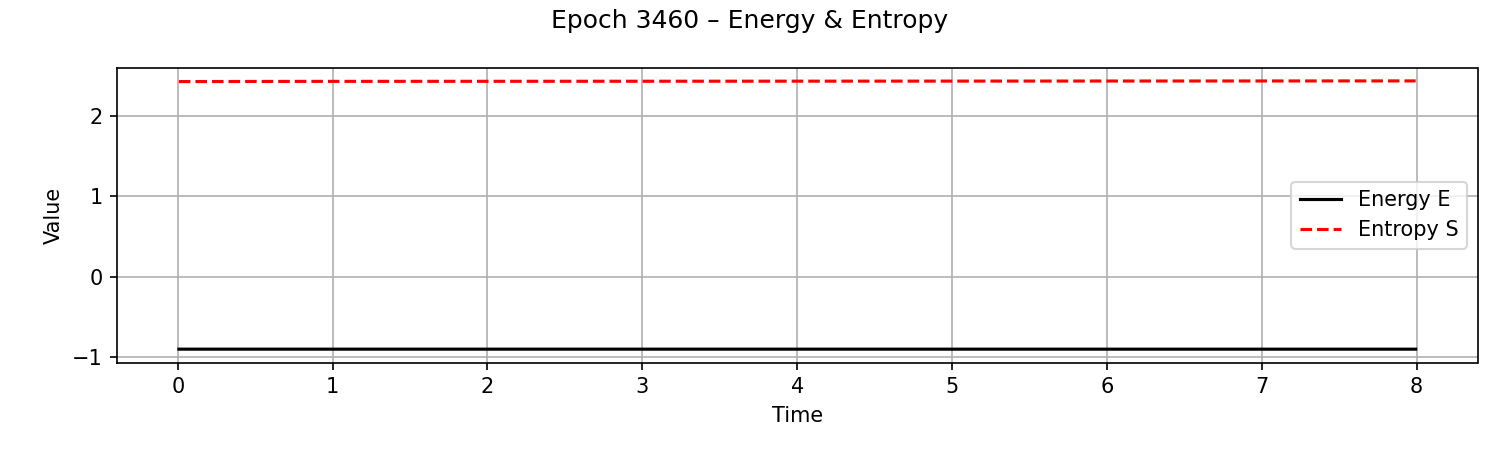 Epoch 3460 – Energy & Entropy
2
1
0
−1
Value
Energy E
Entropy S
0 1 2 3 4 5 6 7 8
Time